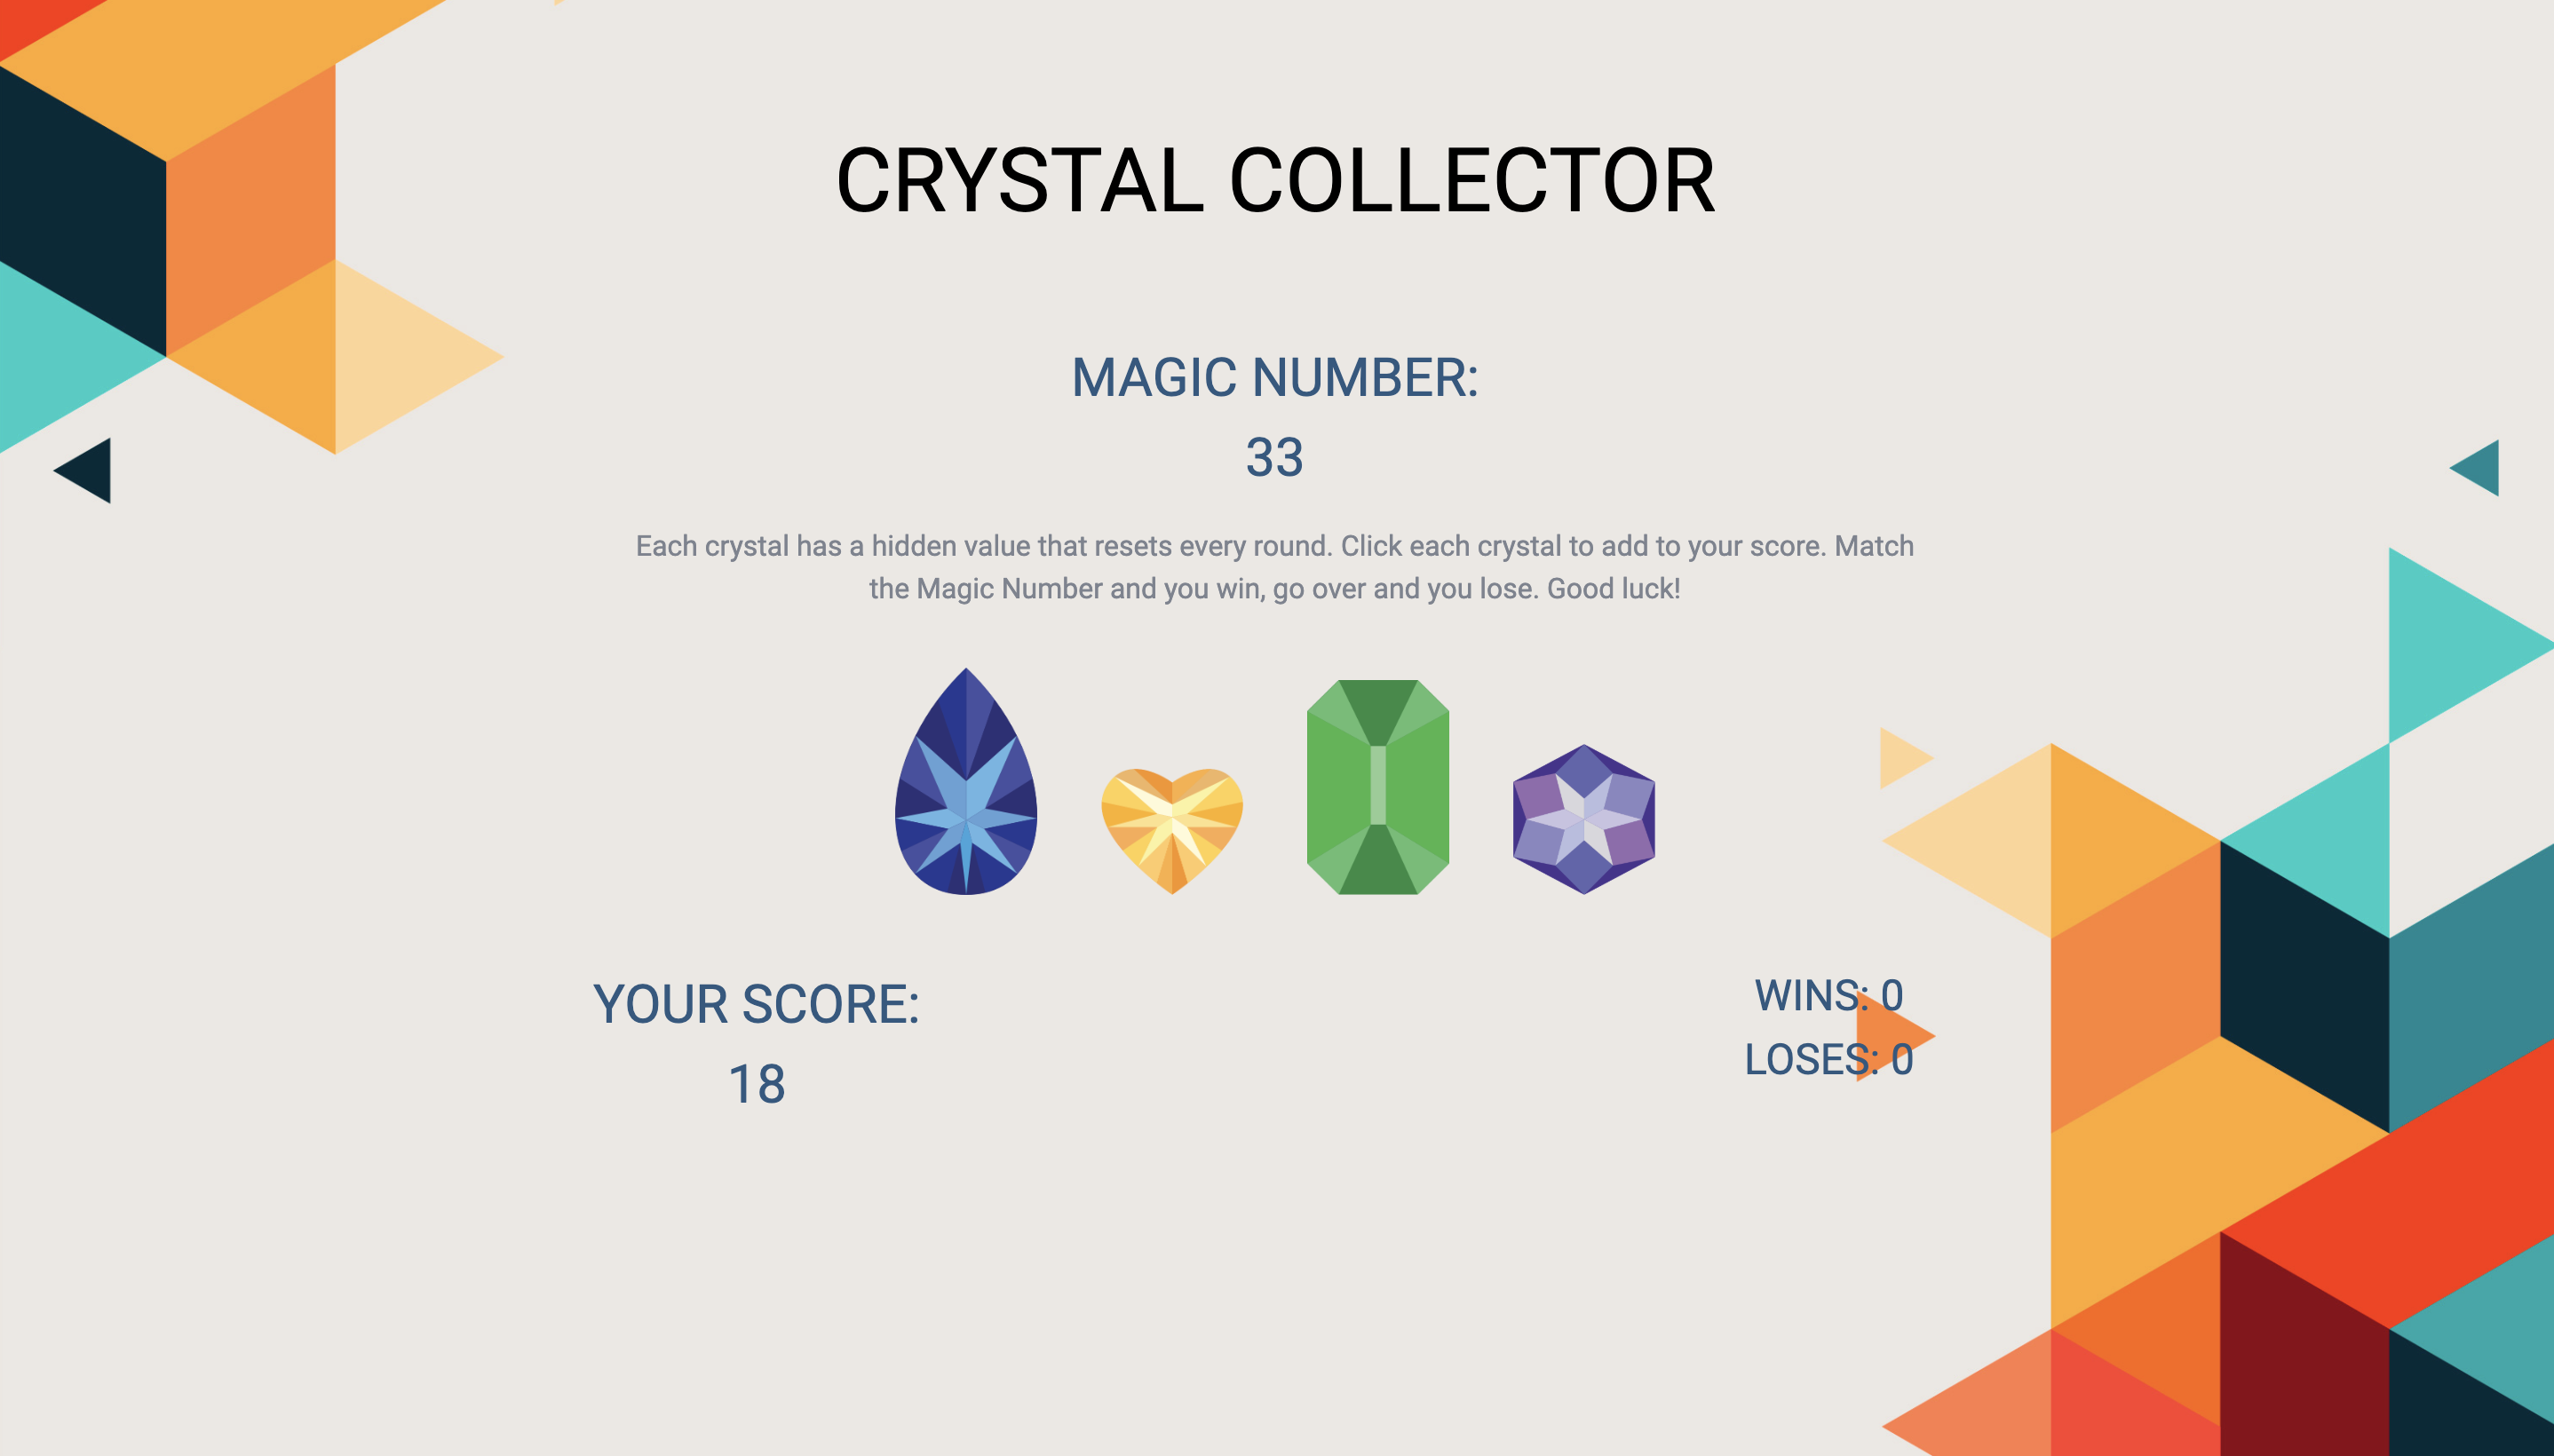 CRYSTAL COLLECTOR
MAGIC NUMBER:
33
Each crystal has a hidden value that resets every round. Click each crystal to add to your score. Match
the Magic Number and you win, go over and you lose. Good luck!
YOUR SCORE:
18
WINS: 0
LOSES: 0